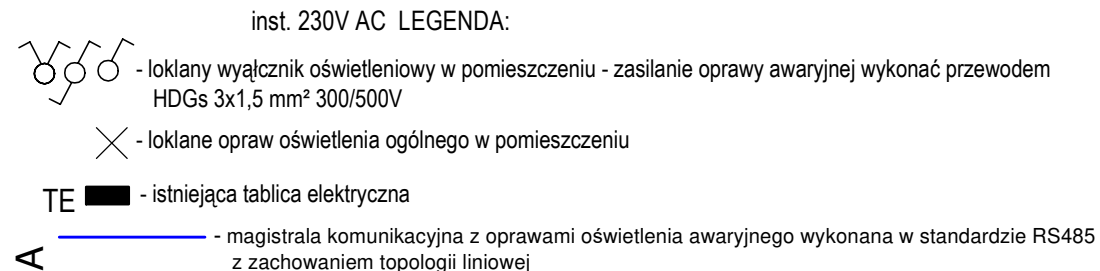 inst. 230V AC LEGENDA:
- loklany wyąłcznik oświetleniowy w pomieszczeniu - zasilanie oprawy awaryjnej wykonać przewodem
HDGs 3x1,5 mm² 300/500V
- loklane opraw oświetlenia ogólnego w pomieszczeniu
TE - istniejąca tablica elektryczna
A - magistrala komunikacyjna z oprawami oświetlenia awaryjnego wykonana w standardzie RS485
z zachowaniem topologii liniowej